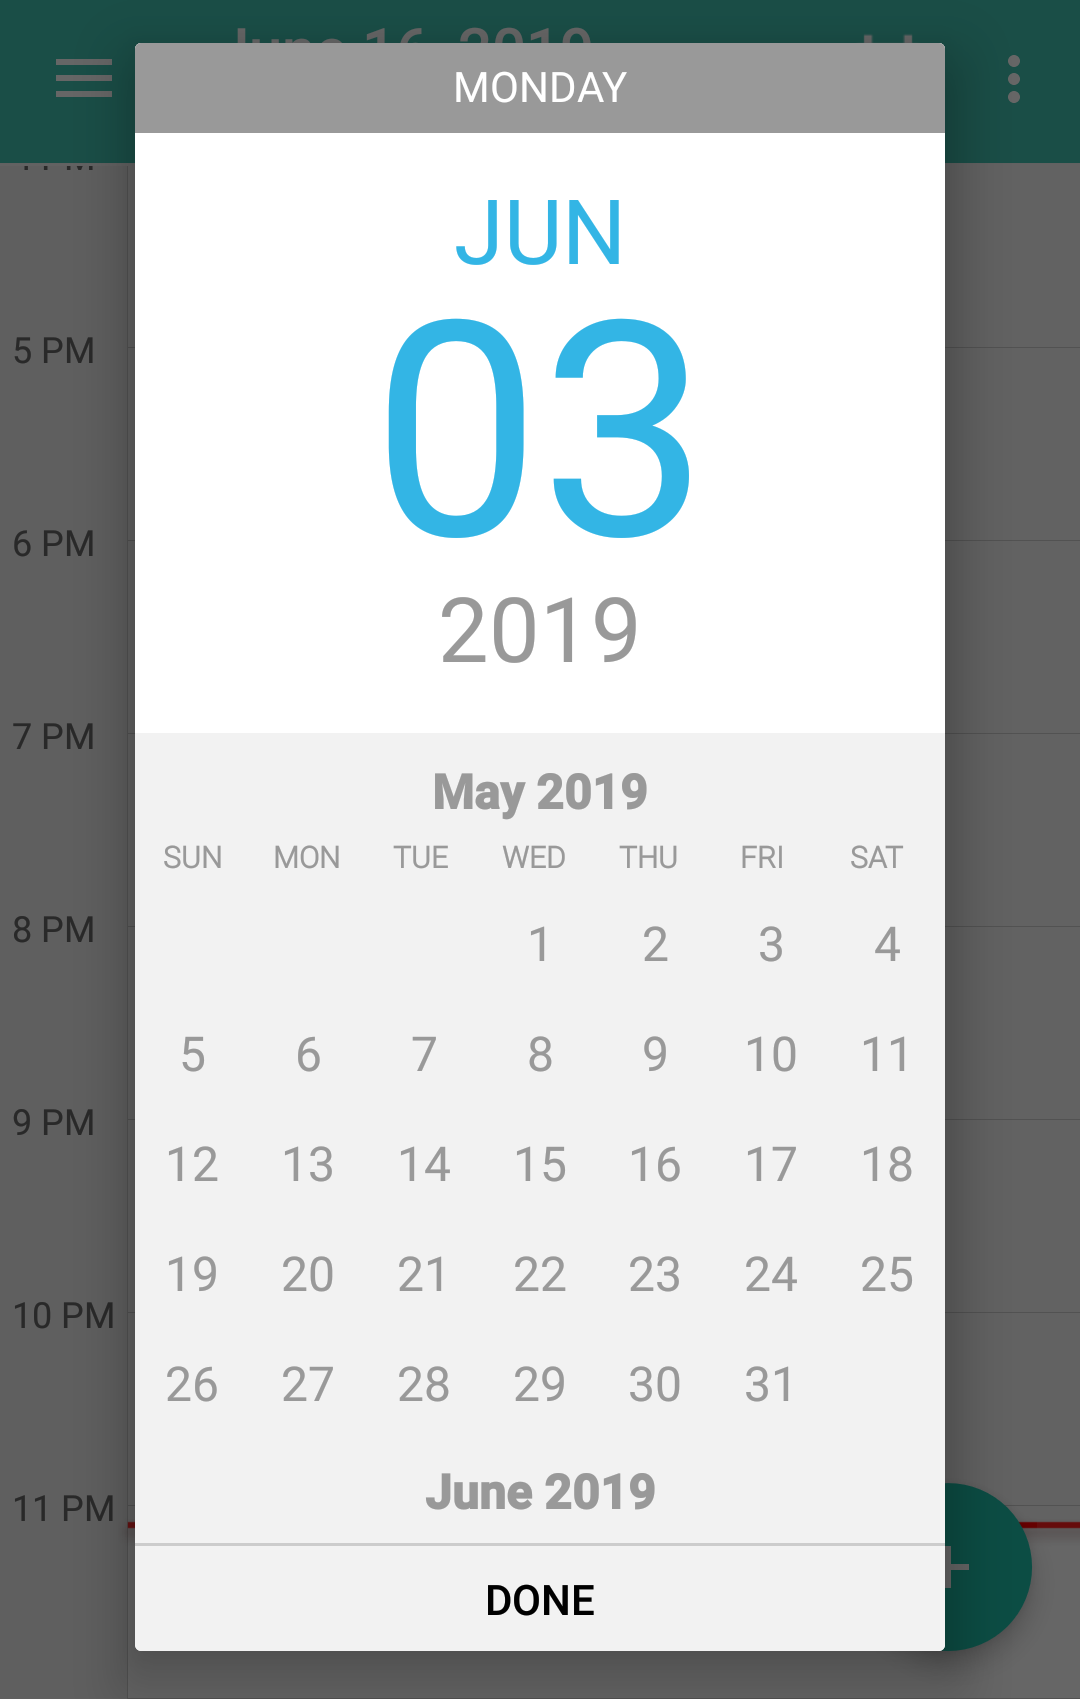 June 16, 2019
MONDAY
JUN
03
2019
5 PM
6 PM
7 PM
8 PM
9 PM
10 PM
11 PM
May 2019
SUN MON TUE WED THU FRI SAT
1 2 3 4
5 6 7 8 9 10 11
12 13 14 15 16 17 18
19 20 21 22 23 24 25
26 27 28 29 30 31
June 2019
DONE